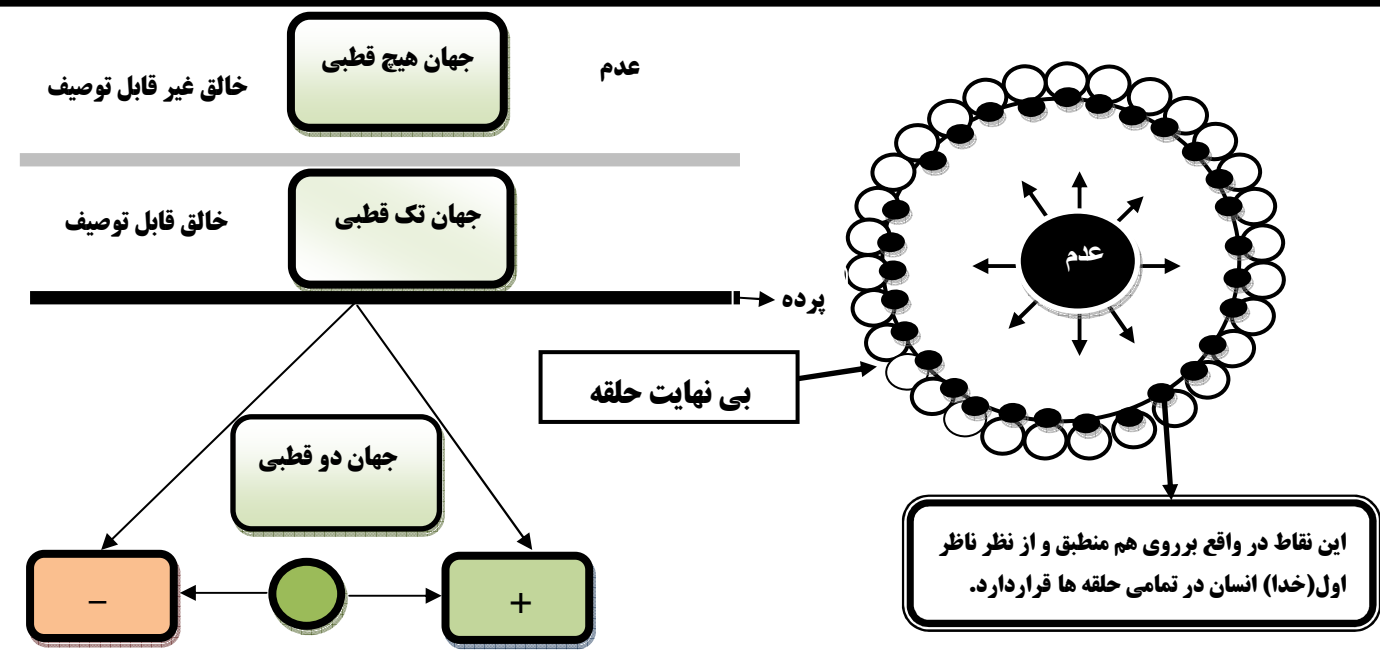 عدم
جهان هیچ قطبی
خالق غیر قابل توصیف
جهان تک قطبی
خالق قابل توصیف
پرده
عدم
بی نهایت حلقه
جهان دو قطبی
این نقاط در واقع برروی هم منطبق و از نظر ناظر
اول(خدا) انسان در تمامی حلقه ها قراردارد.
+
–